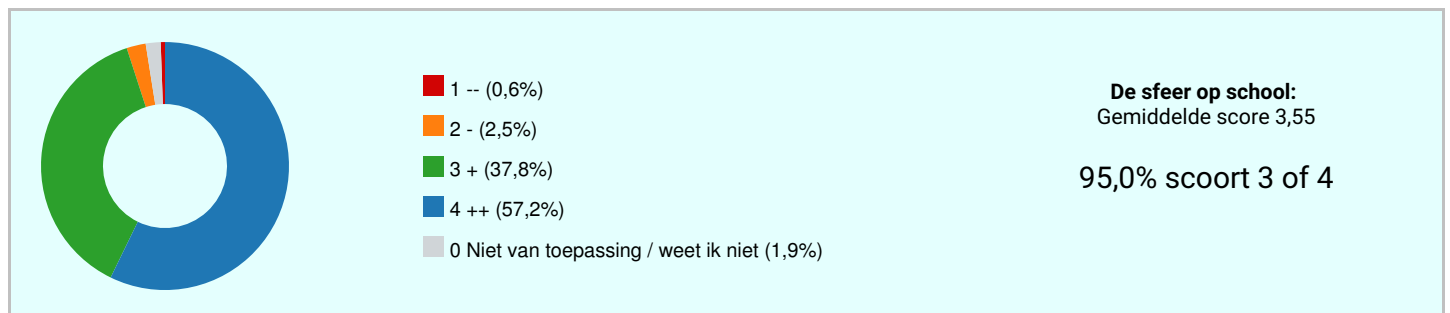 1 -- (0,6%)
2 - (2,5%)
3 + (37,8%)
4 ++ (57,2%)
0 Niet van toepassing / weet ik niet (1,9%)
De sfeer op school:
Gemiddelde score 3,55
95,0% scoort 3 of 4